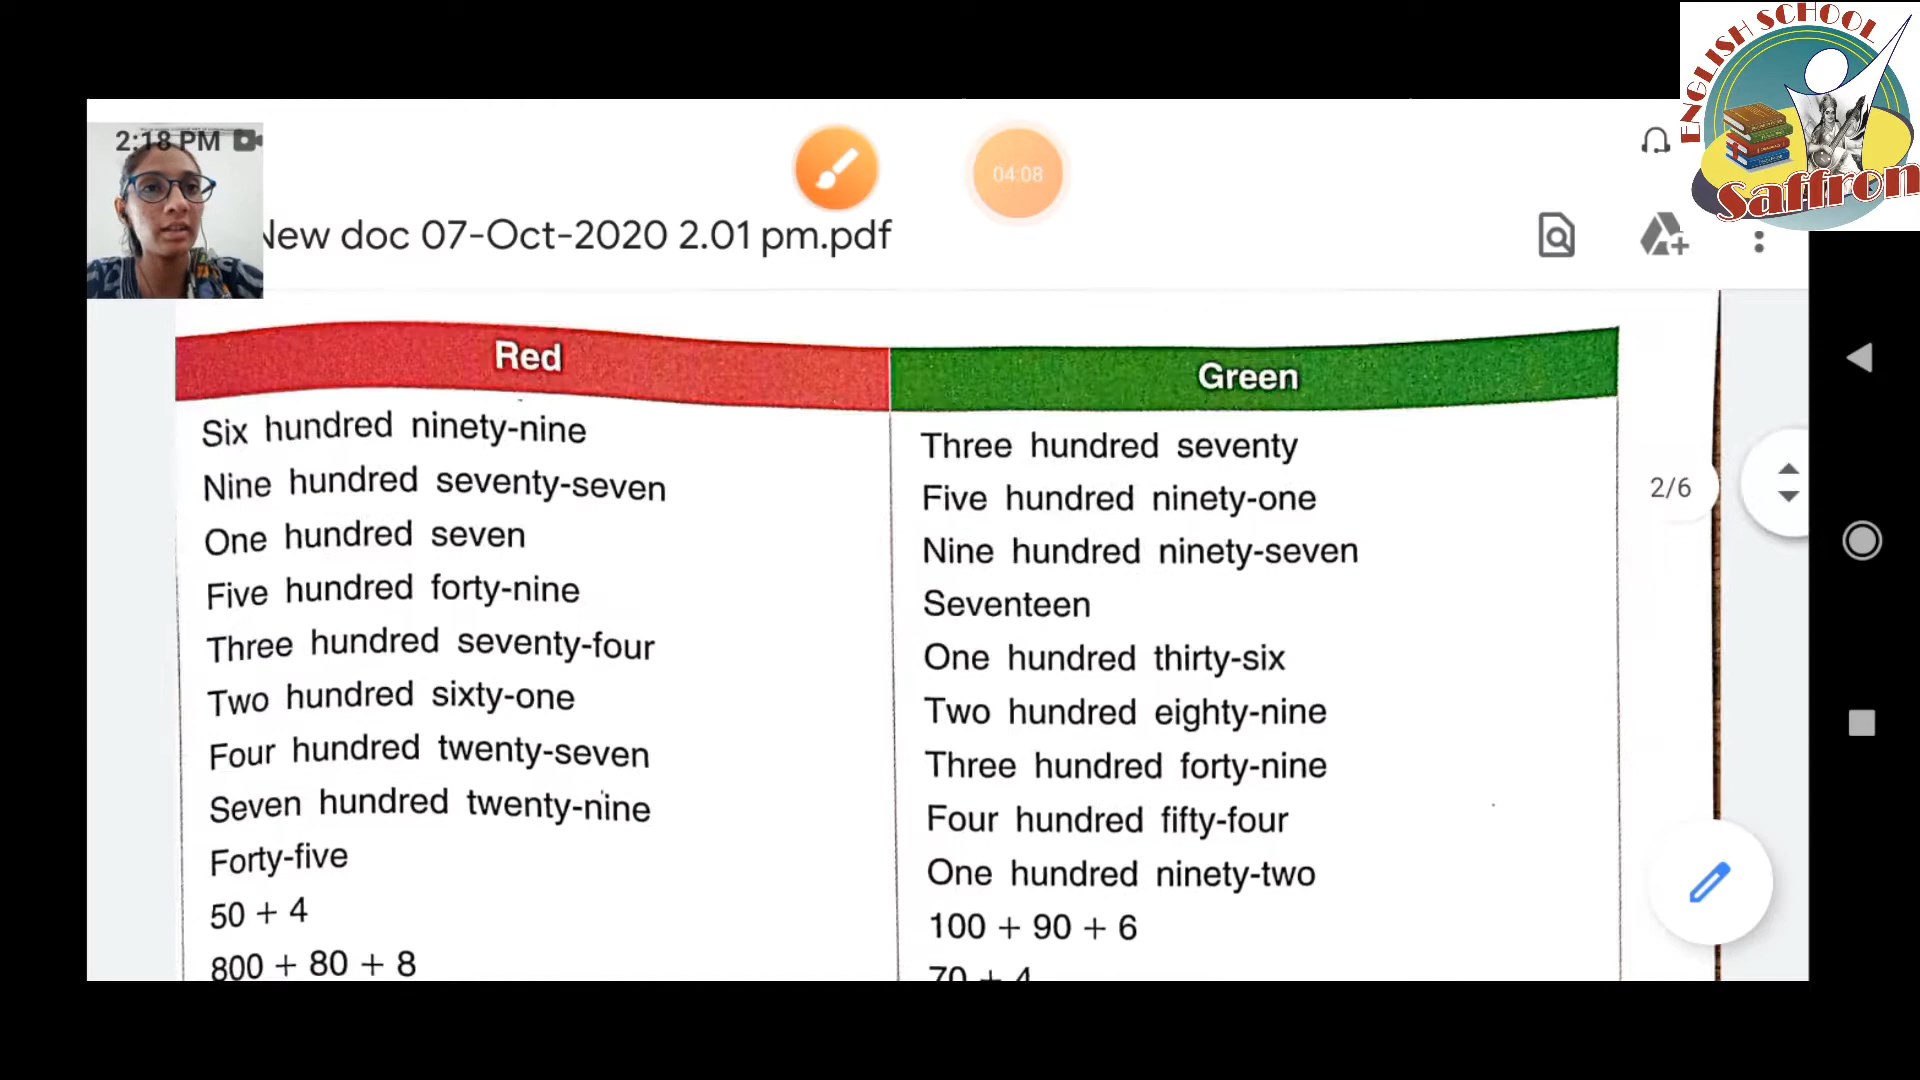 ENGLISH SCHOOL
Saffron
2:18 PM
04:08
New doc 07-Oct-2020 2.01 pm.pdf
Red
Six hundred ninety-nine
Nine hundred seventy-seven
One hundred seven
Five hundred forty-nine
Three hundred seventy-four
Two hundred sixty-one
Four hundred twenty-seven
Seven hundred twenty-nine
Forty-five
50 + 4
800 + 80 + 8
Green
Three hundred seventy
Five hundred ninety-one
Nine hundred ninety-seven
Seventeen
One hundred thirty-six
Two hundred eighty-nine
Three hundred forty-nine
Four hundred fifty-four
One hundred ninety-two
100 + 90 + 6
70 + 4
2/6